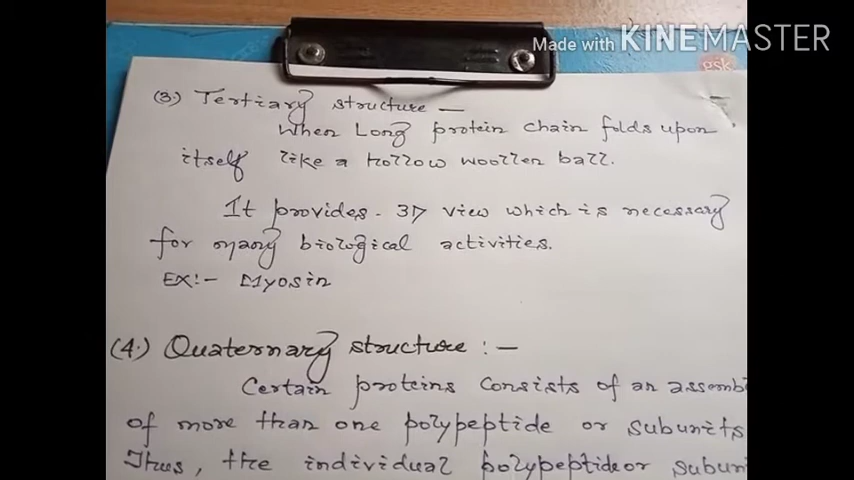 Made with KINEMASTER
gsk
(3) Tertiary structure —
When Long protein chain folds upon
itself like a Hollow woollen ball.
It provides. 3D view which is necessary
for many biological activities.
Ex:- Myosin
(4.) Quaternary structure :—
Certain proteins consists of an assemb
of more than one polypeptide or subunits
Thus, the individual polypeptide or subun